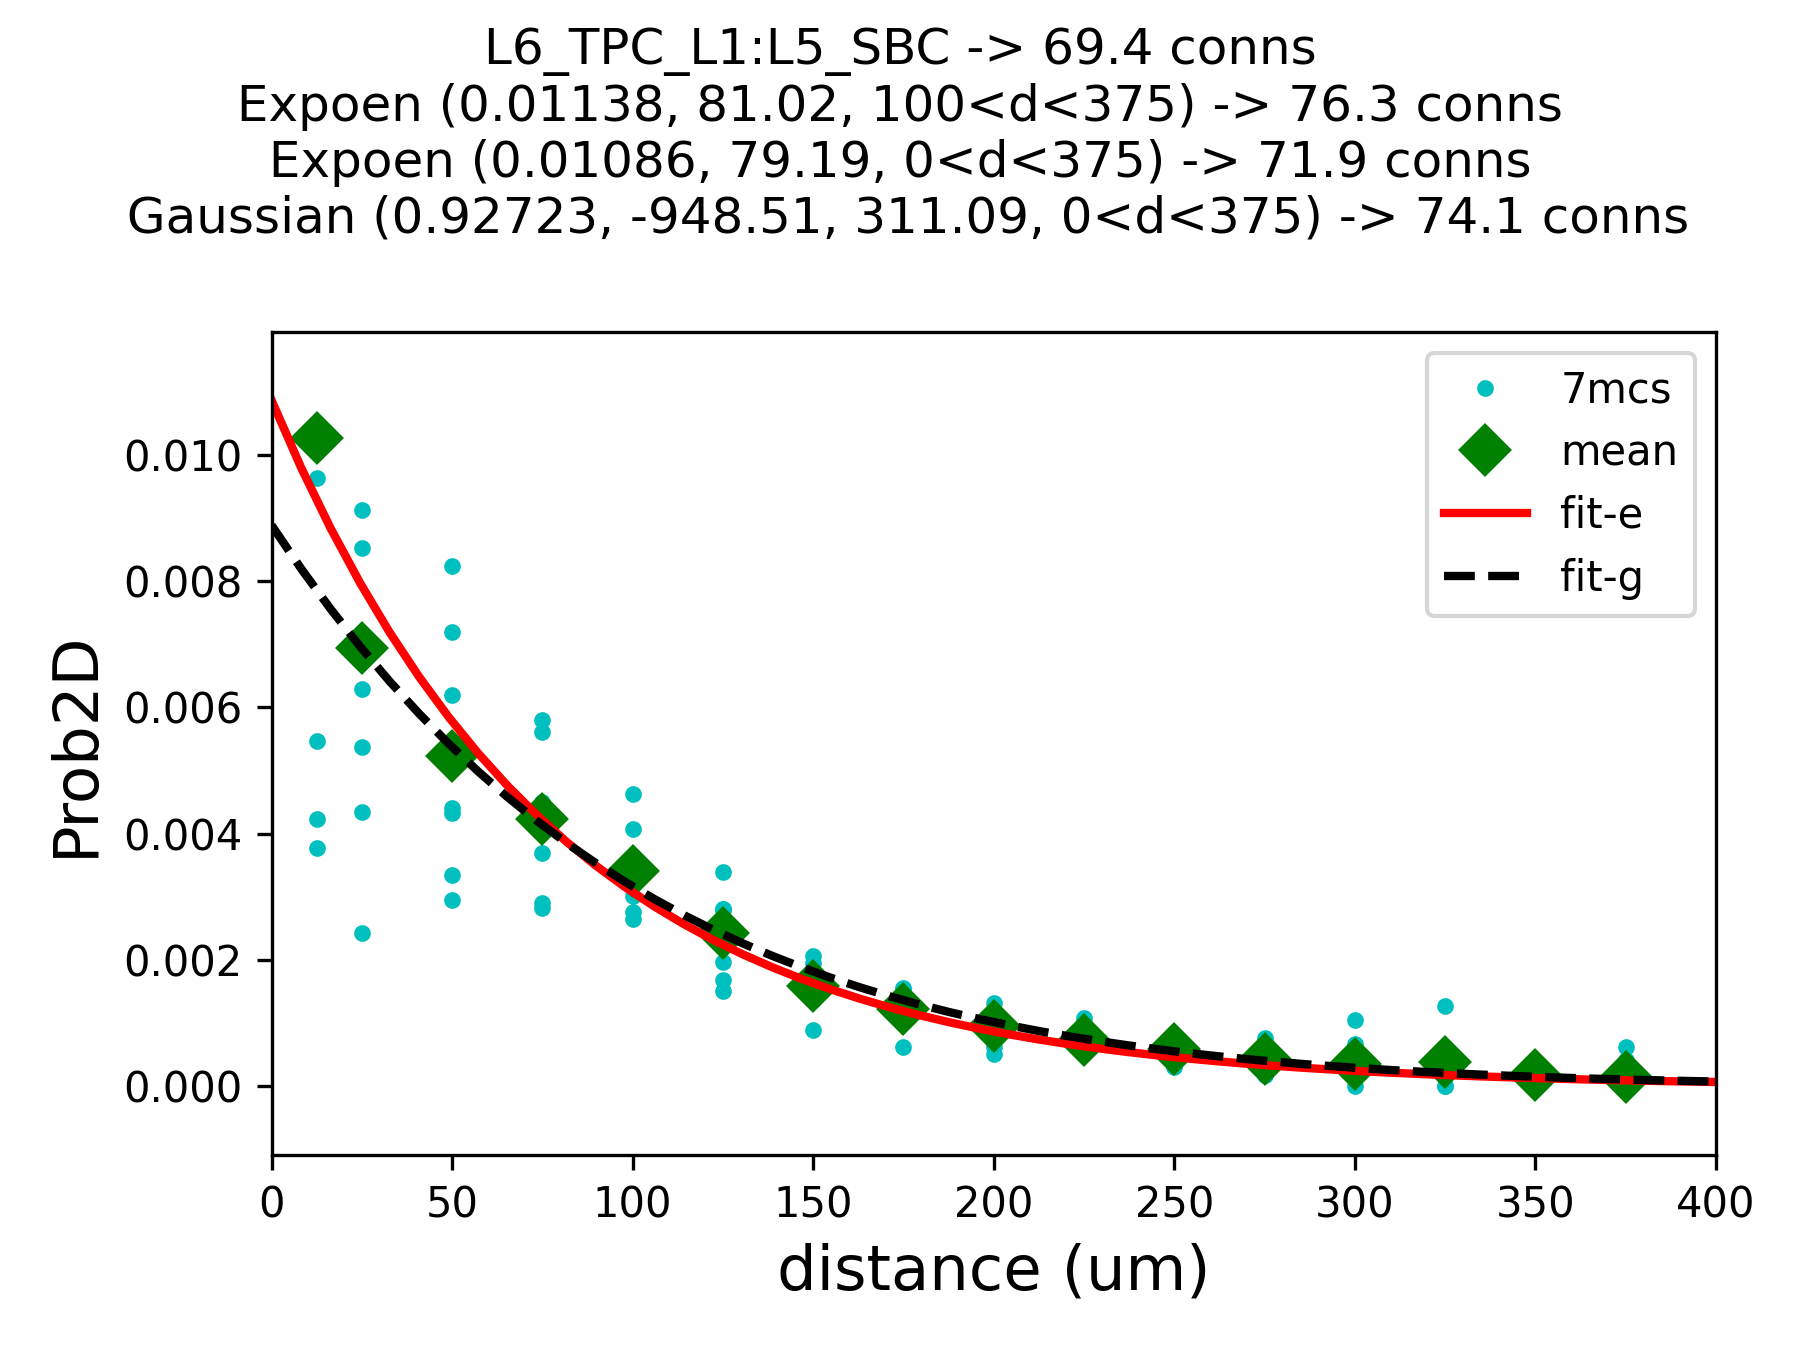 L6_TPC_L1:L5_SBC -> 69.4 conns
Expoen (0.01138, 81.02, 100<d<375) -> 76.3 conns
Expoen (0.01086, 79.19, 0<d<375) -> 71.9 conns
Gaussian (0.92723, -948.51, 311.09, 0<d<375) -> 74.1 conns
7mcs
mean
fit-e
fit-g
Prob2D
0.010
0.008
0.006
0.004
0.002
0.000
0 50 100 150 200 250 300 350 400
distance (um)